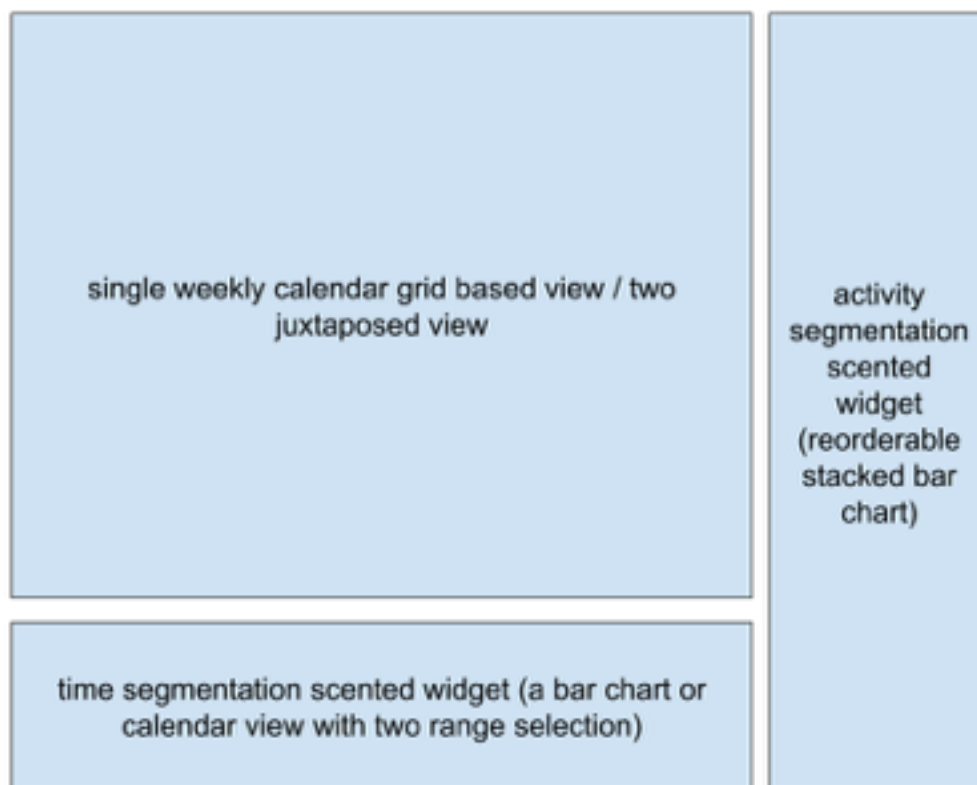 single weekly calendar grid based view / two
juxtaposed view
activity
segmentation
scented
widget
(reorderable
stacked bar
chart)
time segmentation scented widget (a bar chart or
calendar view with two range selection)